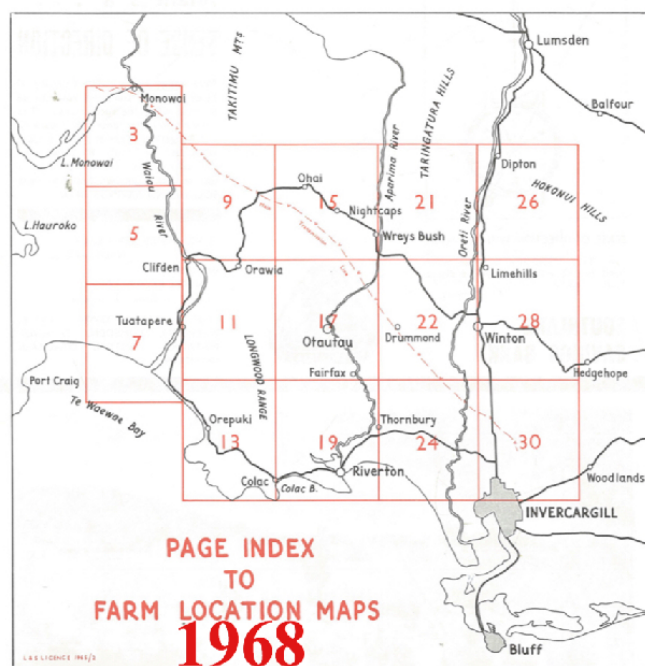 Lumsden
TAKITIMU MTS
TARINGATURA HILLS
Monowai
Balfour
3
L. Monowai
Waiau
River
Aparima River
Dipton
Ohai
9
15
21
26
HOKONUI HILLS
Nightcaps
L. Hauroko
5
Oreti River
Wreys Bush
Clifden
Orawia
Limehills
Tuatapere
7
11
17
22
28
Otautau
Drummond
Winton
LONGWOOD RANGE
Fairfax
Hedgehope
Port Craig
Te Waewae Bay
Orepuki
Thornbury
13
19
24
30
Riverton
Woodlands
Colac
Colac B.
INVERCARGILL
PAGE INDEX
TO
FARM LOCATION MAPS
1968
Bluff